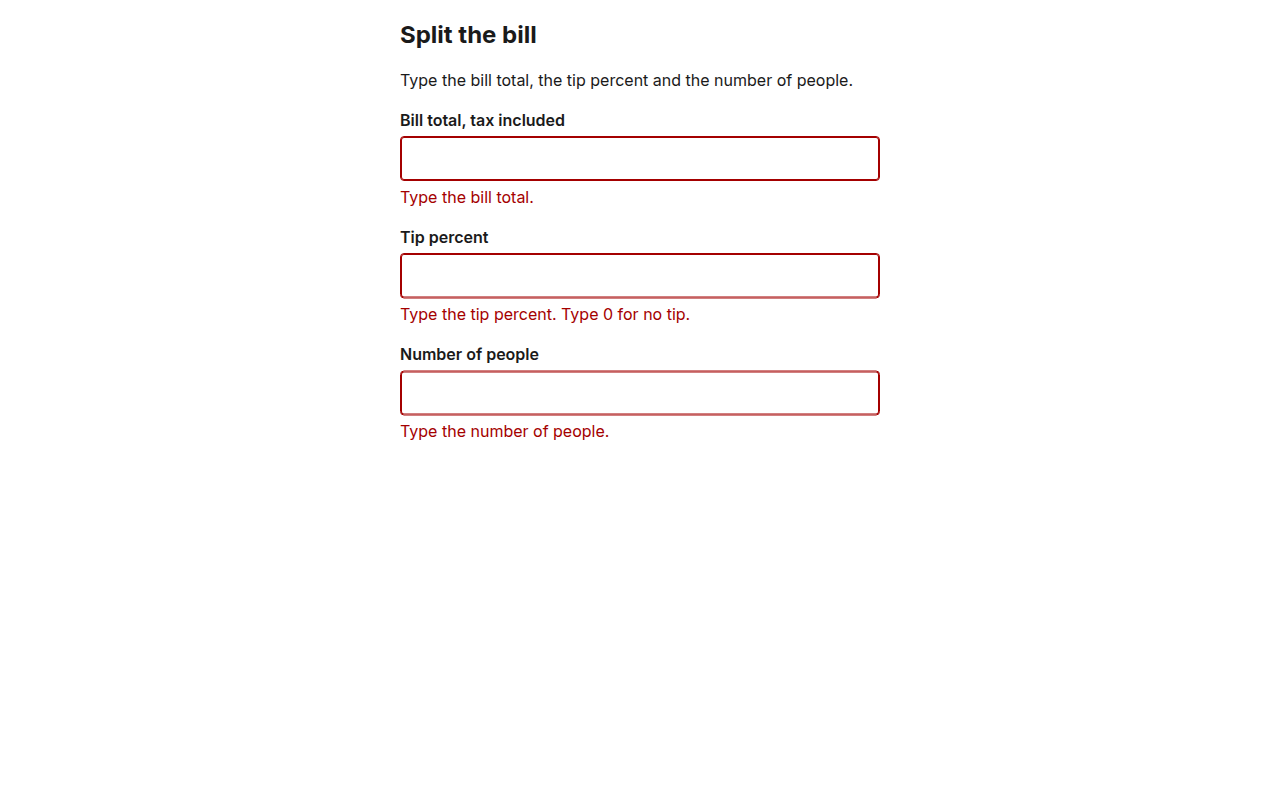 Split the bill
Type the bill total, the tip percent and the number of people.
Bill total, tax included
Type the bill total.
Tip percent
Type the tip percent. Type 0 for no tip.
Number of people
Type the number of people.